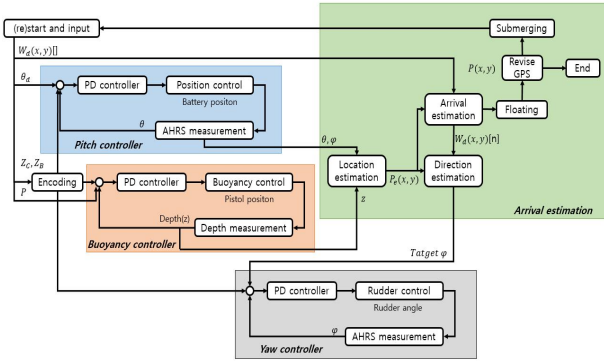 (re)start and input
Submerging
W_d(x, y)[]
P(x, y)
Revise GPS
End
θ_d
PD controller
Position control
Battery positon
Arrival estimation
Floating
θ
AHRS measurement
θ, φ
W_d(x, y)[n]
Pitch controller
Z_C, Z_B
Location estimation
P_e(x, y)
Direction estimation
Encoding
PD controller
Buoyancy control
P
Pistol positon
z
Depth(z)
Depth measurement
Arrival estimation
Buoyancy controller
Tatget φ
PD controller
Rudder control
Rudder angle
φ
AHRS measurement
Yaw controller